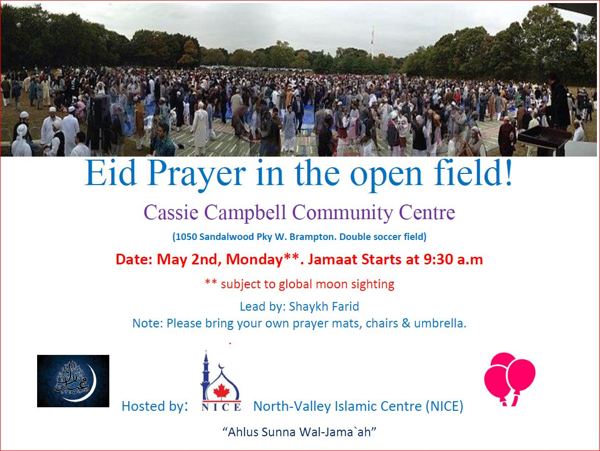 Eid Prayer in the open field!
Cassie Campbell Community Centre
(1050 Sandalwood Pky W. Brampton. Double soccer field)
Date: May 2nd, Monday**. Jamaat Starts at 9:30 a.m
** subject to global moon sighting
Lead by: Shaykh Farid
Note: Please bring your own prayer mats, chairs & umbrella.
.
Hosted by: NICE North-Valley Islamic Centre (NICE)
“Ahlus Sunna Wal-Jama`ah”